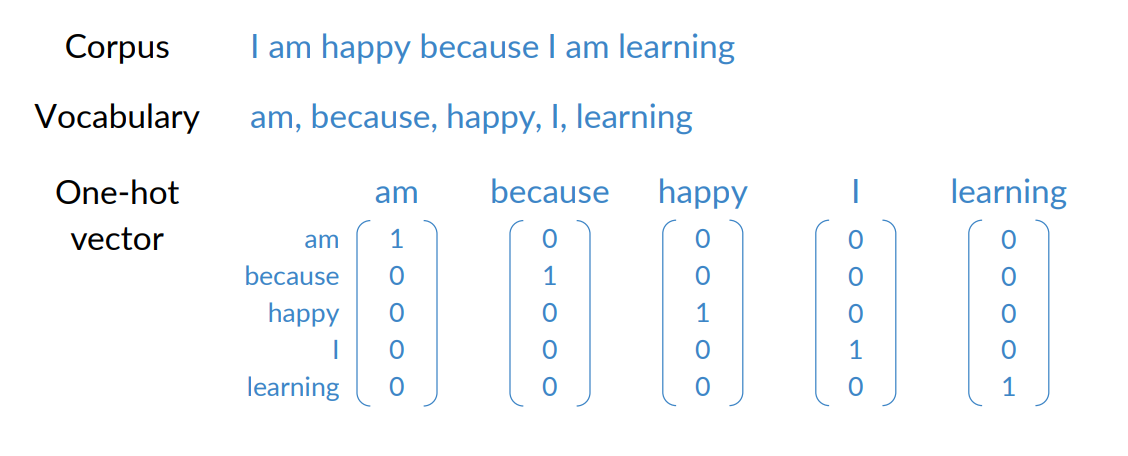 Corpus I am happy because I am learning
Vocabulary am, because, happy, I, learning
One-hot vector
am because happy I learning
am 1 0 0 0 0
because 0 1 0 0 0
happy 0 0 1 0 0
I 0 0 0 1 0
learning 0 0 0 0 1